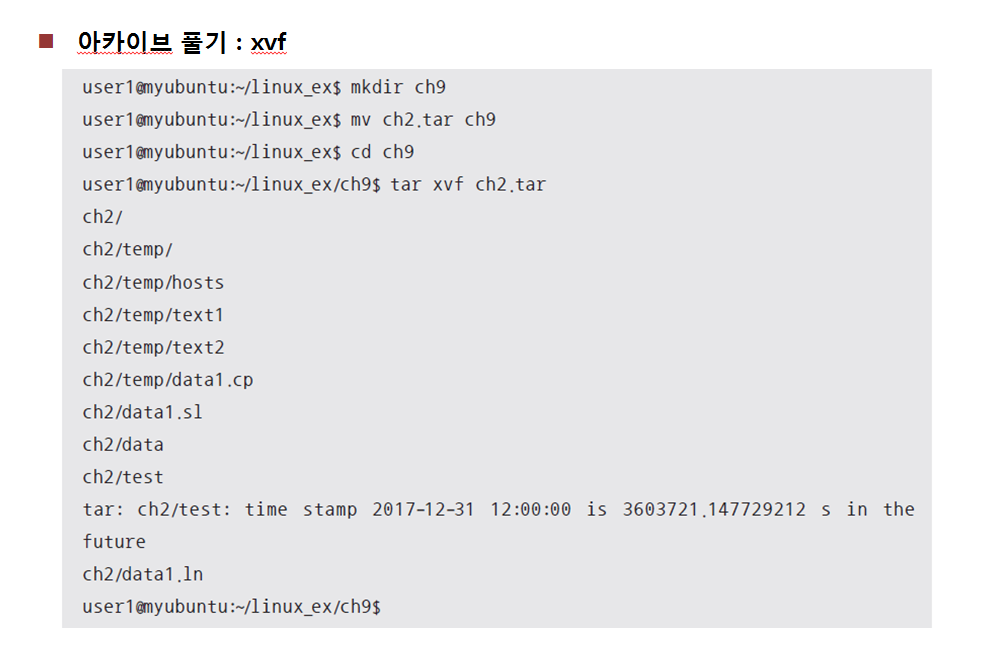 아카이브 풀기 : xvf
user1@myubuntu:~/linux_ex$ mkdir ch9
user1@myubuntu:~/linux_ex$ mv ch2.tar ch9
user1@myubuntu:~/linux_ex$ cd ch9
user1@myubuntu:~/linux_ex/ch9$ tar xvf ch2.tar
ch2/
ch2/temp/
ch2/temp/hosts
ch2/temp/text1
ch2/temp/text2
ch2/temp/data1.cp
ch2/data1.sl
ch2/data
ch2/test
tar: ch2/test: time stamp 2017-12-31 12:00:00 is 3603721.147729212 s in the
future
ch2/data1.ln
user1@myubuntu:~/linux_ex/ch9$